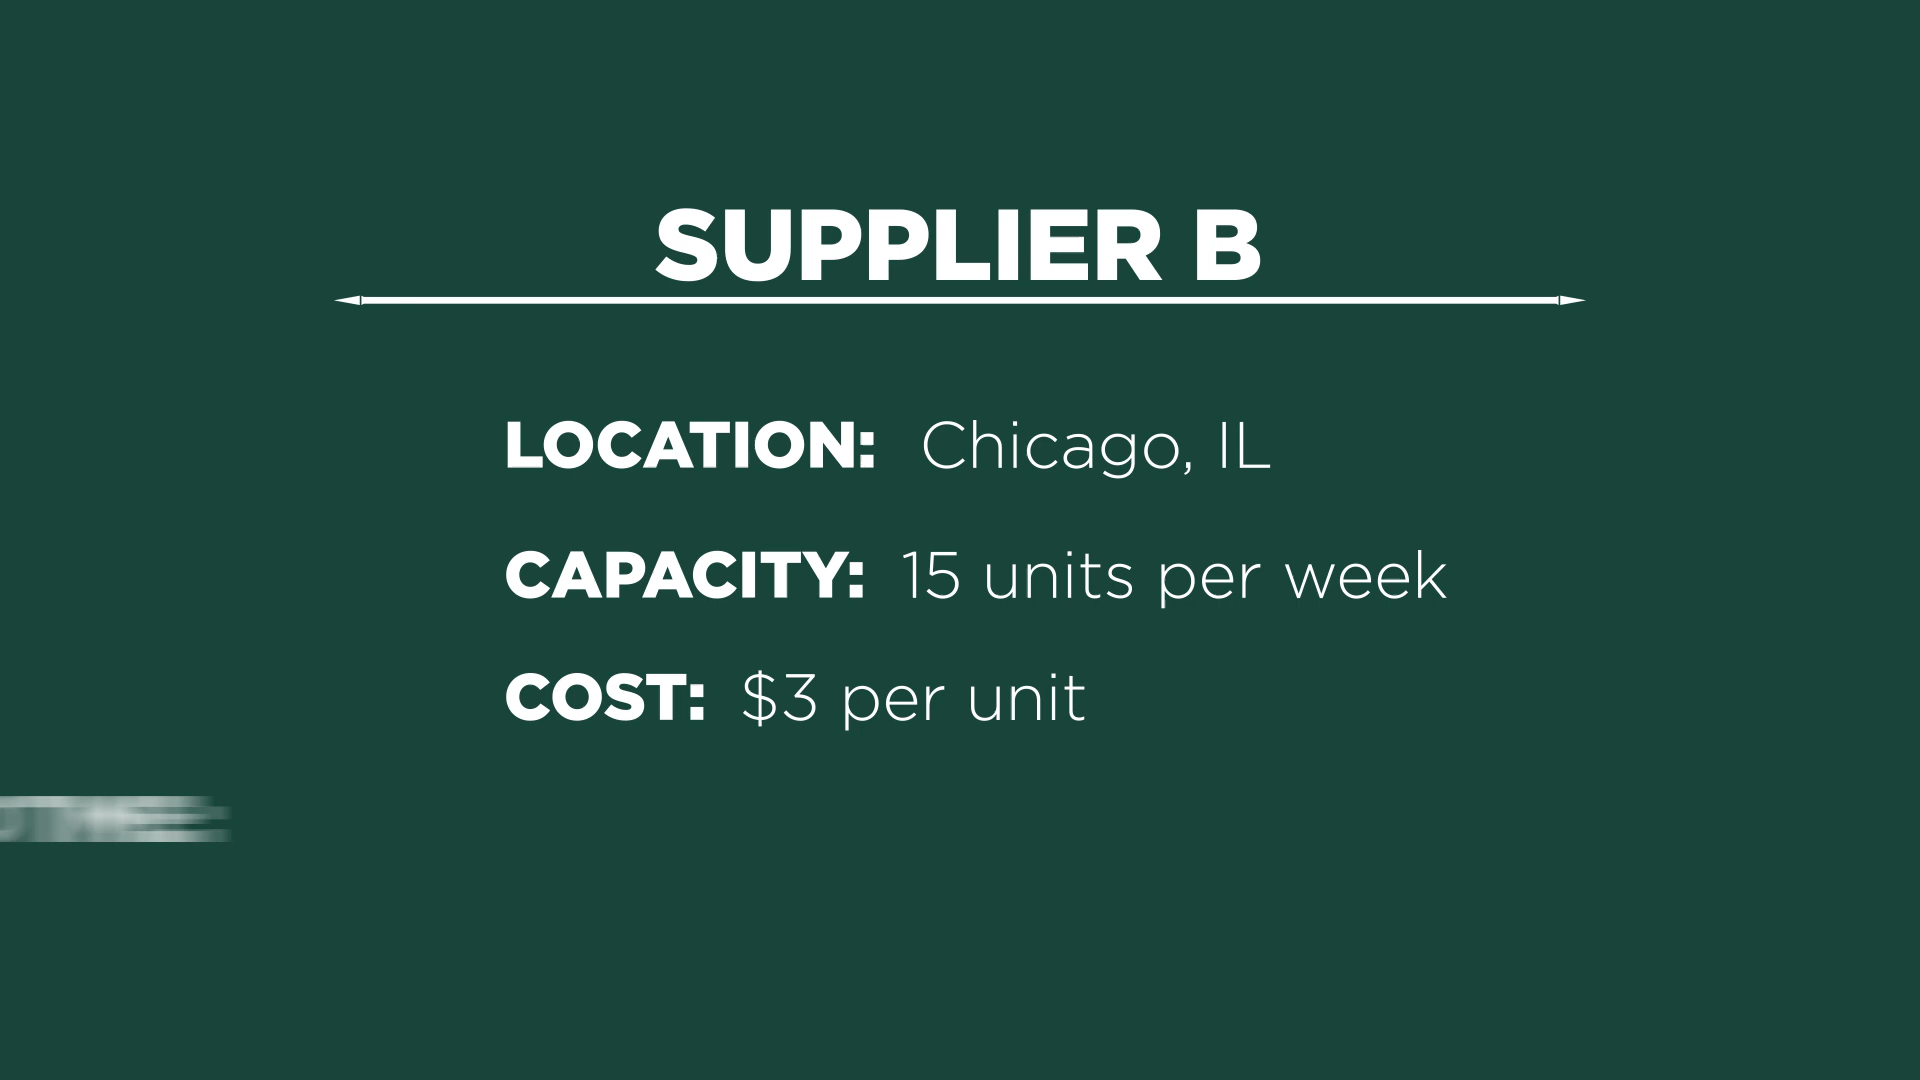 SUPPLIER B
LOCATION: Chicago, IL
CAPACITY: 15 units per week
COST: $3 per unit